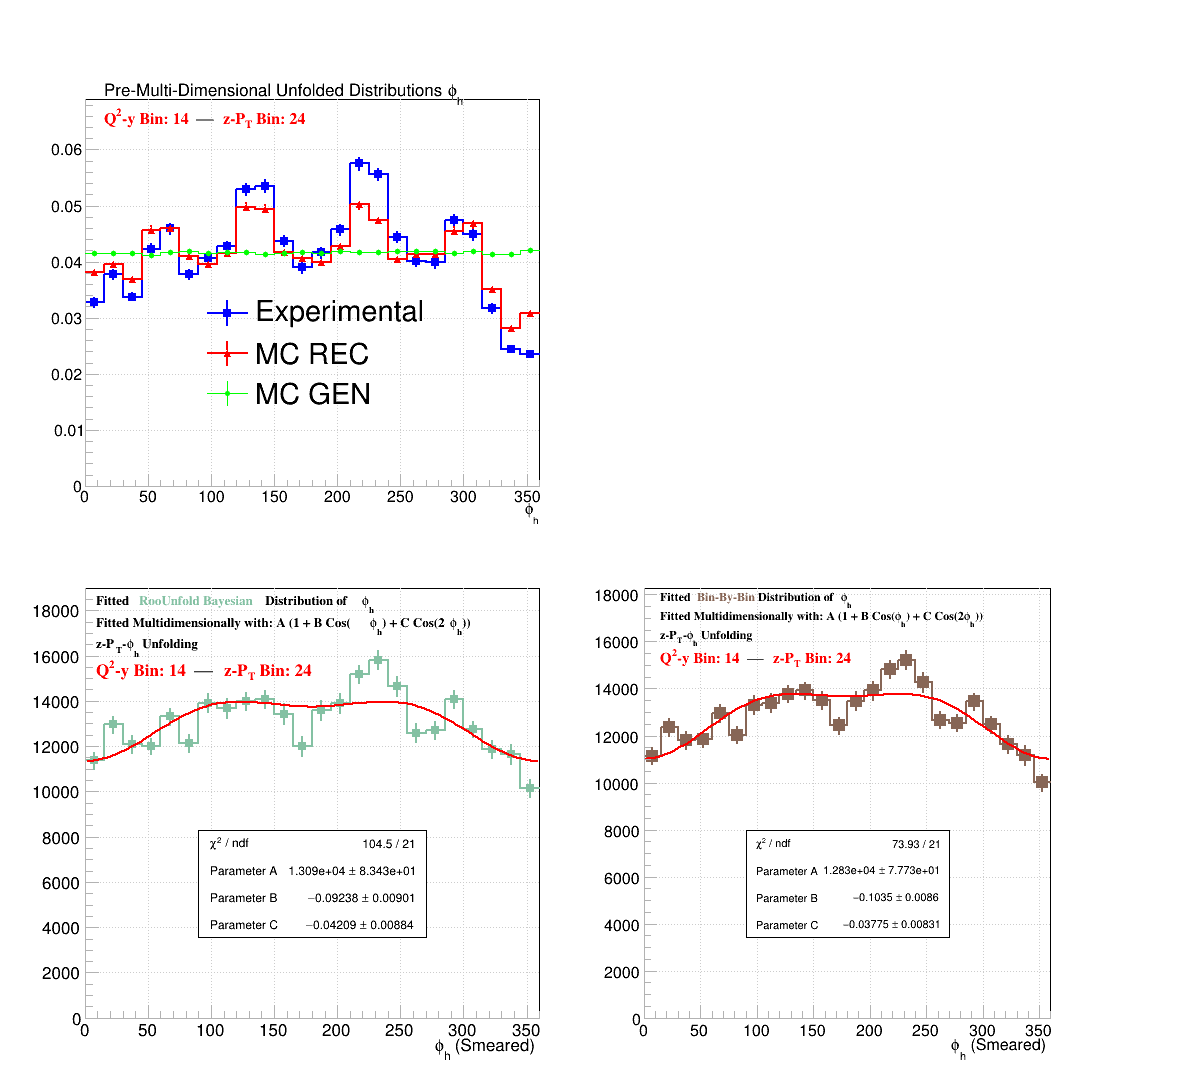 Pre-Multi-Dimensional Unfolded Distributions ϕh
Q²-y Bin: 14 — z-PT Bin: 24
0.06
0.05
0.04
0.03
0.02
0.01
0
Experimental
MC REC
MC GEN
0 50 100 150 200 250 300 350
ϕh
Fitted RooUnfold Bayesian Distribution of ϕh
Fitted Multidimensionally with: A (1 + B Cos(ϕh) + C Cos(2 ϕh))
z-PT-ϕh Unfolding
Q²-y Bin: 14 — z-PT Bin: 24
18000
16000
14000
12000
10000
8000
6000
4000
2000
0
χ² / ndf 104.5 / 21
Parameter A 1.309e+04 ± 8.343e+01
Parameter B −0.09238 ± 0.00901
Parameter C −0.04209 ± 0.00884
0 50 100 150 200 250 300 350
ϕh (Smeared)
Fitted Bin-By-Bin Distribution of ϕh
Fitted Multidimensionally with: A (1 + B Cos(ϕh) + C Cos(2ϕh))
z-PT-ϕh Unfolding
Q²-y Bin: 14 — z-PT Bin: 24
18000
16000
14000
12000
10000
8000
6000
4000
2000
0
χ² / ndf 73.93 / 21
Parameter A 1.283e+04 ± 7.773e+01
Parameter B −0.1035 ± 0.0086
Parameter C −0.03775 ± 0.00831
0 50 100 150 200 250 300 350
ϕh (Smeared)